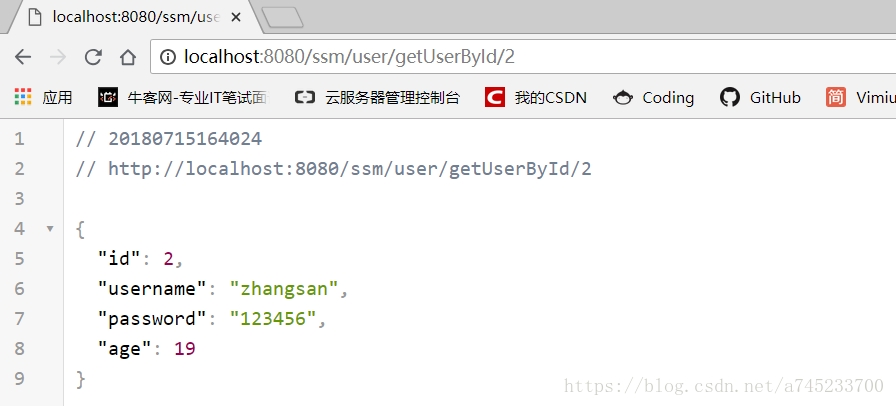 localhost:8080/ssm/use
localhost:8080/ssm/user/getUserById/2
应用 牛客网-专业IT笔试面 云服务器管理控制台 C 我的CSDN Coding GitHub 简 Vimiu
1 // 20180715164024
2 // http://localhost:8080/ssm/user/getUserById/2
3
4 {
5 "id": 2,
6 "username": "zhangsan",
7 "password": "123456",
8 "age": 19
9 }
https://blog.csdn.net/a745233700